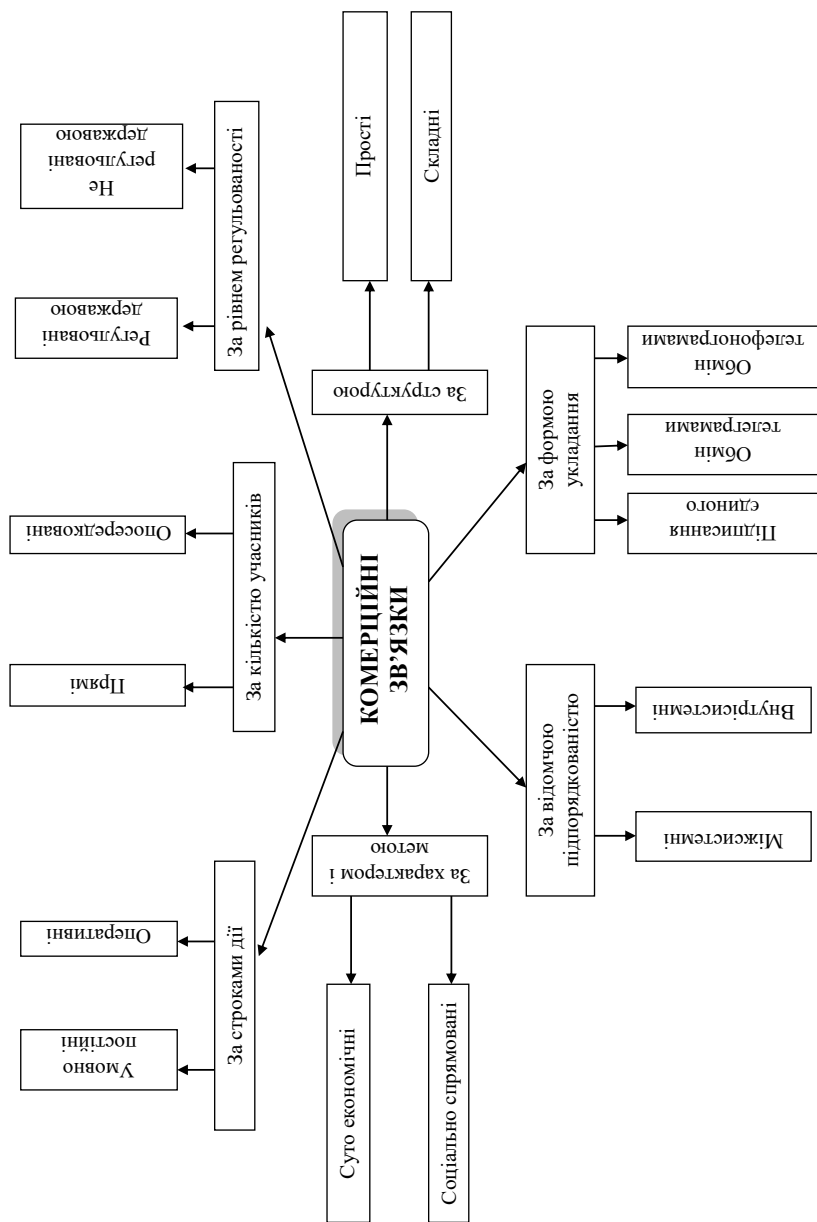 За строками дії
Умовно
постійні
Оперативні
За кількістю учасників
Прямі
Опосередковані
За рівнем регульованості
Регульовані
державою
Не
регульовані
державою
КОМЕРЦІЙНІ
ЗВ’ЯЗКИ
За характером і
метою
Суто економічні
Соціально спрямовані
За структурою
Прості
Складні
За відомчою
підпорядкованістю
Міжсистемні
Внутрісистемні
За формою
укладання
Підписання
єдиного
Обмін
телеграмами
Обмін
телефонограмами